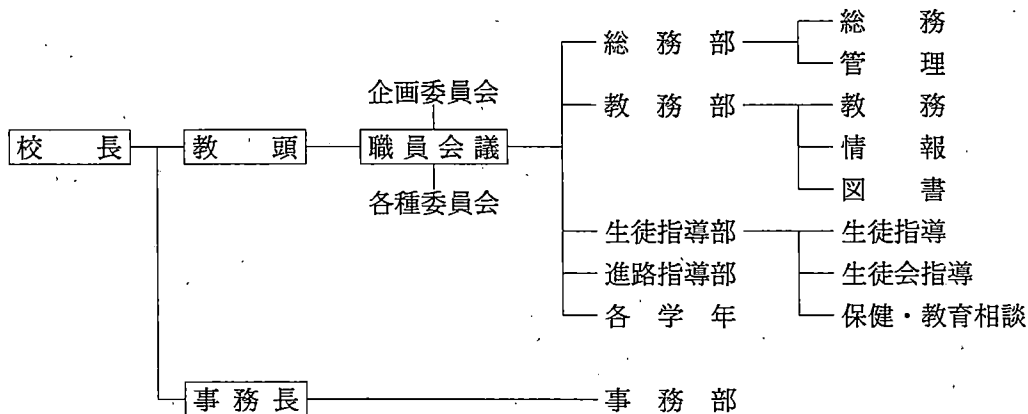 総務部 総務
管理
企画委員会
教務部 教務
校長 教頭 職員会議 情報
各種委員会 図書
生徒指導部 生徒指導
進路指導部 生徒会指導
各学年 保健・教育相談
事務長 事務部